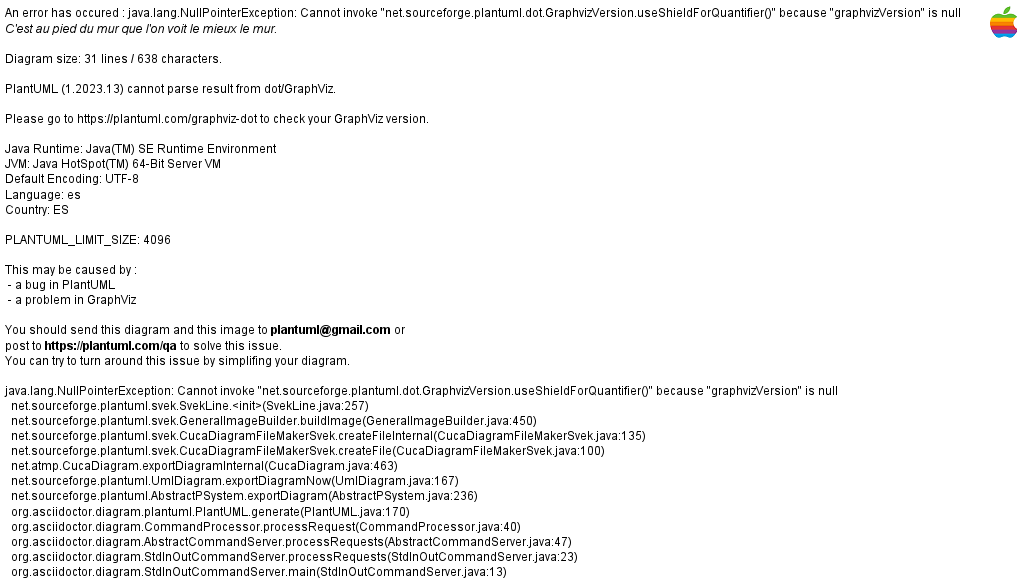 An error has occured : java.lang.NullPointerException: Cannot invoke "net.sourceforge.plantuml.dot.GraphvizVersion.useShieldForQuantifier()" because "graphvizVersion" is null
C'est au pied du mur que l'on voit le mieux le mur.
Diagram size: 31 lines / 638 characters.
PlantUML (1.2023.13) cannot parse result from dot/GraphViz.
Please go to https://plantuml.com/graphviz-dot to check your GraphViz version.
Java Runtime: Java(TM) SE Runtime Environment
JVM: Java HotSpot(TM) 64-Bit Server VM
Default Encoding: UTF-8
Language: es
Country: ES
PLANTUML_LIMIT_SIZE: 4096
This may be caused by :
- a bug in PlantUML
- a problem in GraphViz
You should send this diagram and this image to plantuml@gmail.com or
post to https://plantuml.com/qa to solve this issue.
You can try to turn around this issue by simplifing your diagram.
java.lang.NullPointerException: Cannot invoke "net.sourceforge.plantuml.dot.GraphvizVersion.useShieldForQuantifier()" because "graphvizVersion" is null
net.sourceforge.plantuml.svek.SvekLine.<init>(SvekLine.java:257)
net.sourceforge.plantuml.svek.GeneralImageBuilder.buildImage(GeneralImageBuilder.java:450)
net.sourceforge.plantuml.svek.CucaDiagramFileMakerSvek.createFileInternal(CucaDiagramFileMakerSvek.java:135)
net.sourceforge.plantuml.svek.CucaDiagramFileMakerSvek.createFile(CucaDiagramFileMakerSvek.java:100)
net.atmp.CucaDiagram.exportDiagramInternal(CucaDiagram.java:463)
net.sourceforge.plantuml.UmlDiagram.exportDiagramNow(UmlDiagram.java:167)
net.sourceforge.plantuml.AbstractPSystem.exportDiagram(AbstractPSystem.java:236)
org.asciidoctor.diagram.plantuml.PlantUML.generate(PlantUML.java:170)
org.asciidoctor.diagram.CommandProcessor.processRequest(CommandProcessor.java:40)
org.asciidoctor.diagram.AbstractCommandServer.processRequests(AbstractCommandServer.java:47)
org.asciidoctor.diagram.StdInOutCommandServer.processRequests(StdInOutCommandServer.java:23)
org.asciidoctor.diagram.StdInOutCommandServer.main(StdInOutCommandServer.java:13)